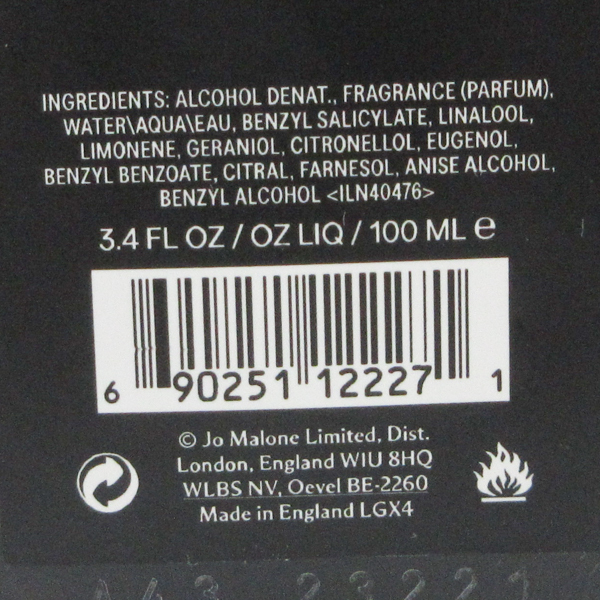 INGREDIENTS: ALCOHOL DENAT., FRAGRANCE (PARFUM),
WATER\AQUA\EAU, BENZYL SALICYLATE, LINALOOL,
LIMONENE, GERANIOL, CITRONELLOL, EUGENOL,
BENZYL BENZOATE, CITRAL, FARNESOL, ANISE ALCOHOL,
BENZYL ALCOHOL <ILN40476>
3.4 FL OZ / OZ LIQ / 100 ML ℮
6 90251 12227 1
© Jo Malone Limited, Dist.
London, England W1U 8HQ
WLBS NV, Oevel BE-2260
Made in England LGX4